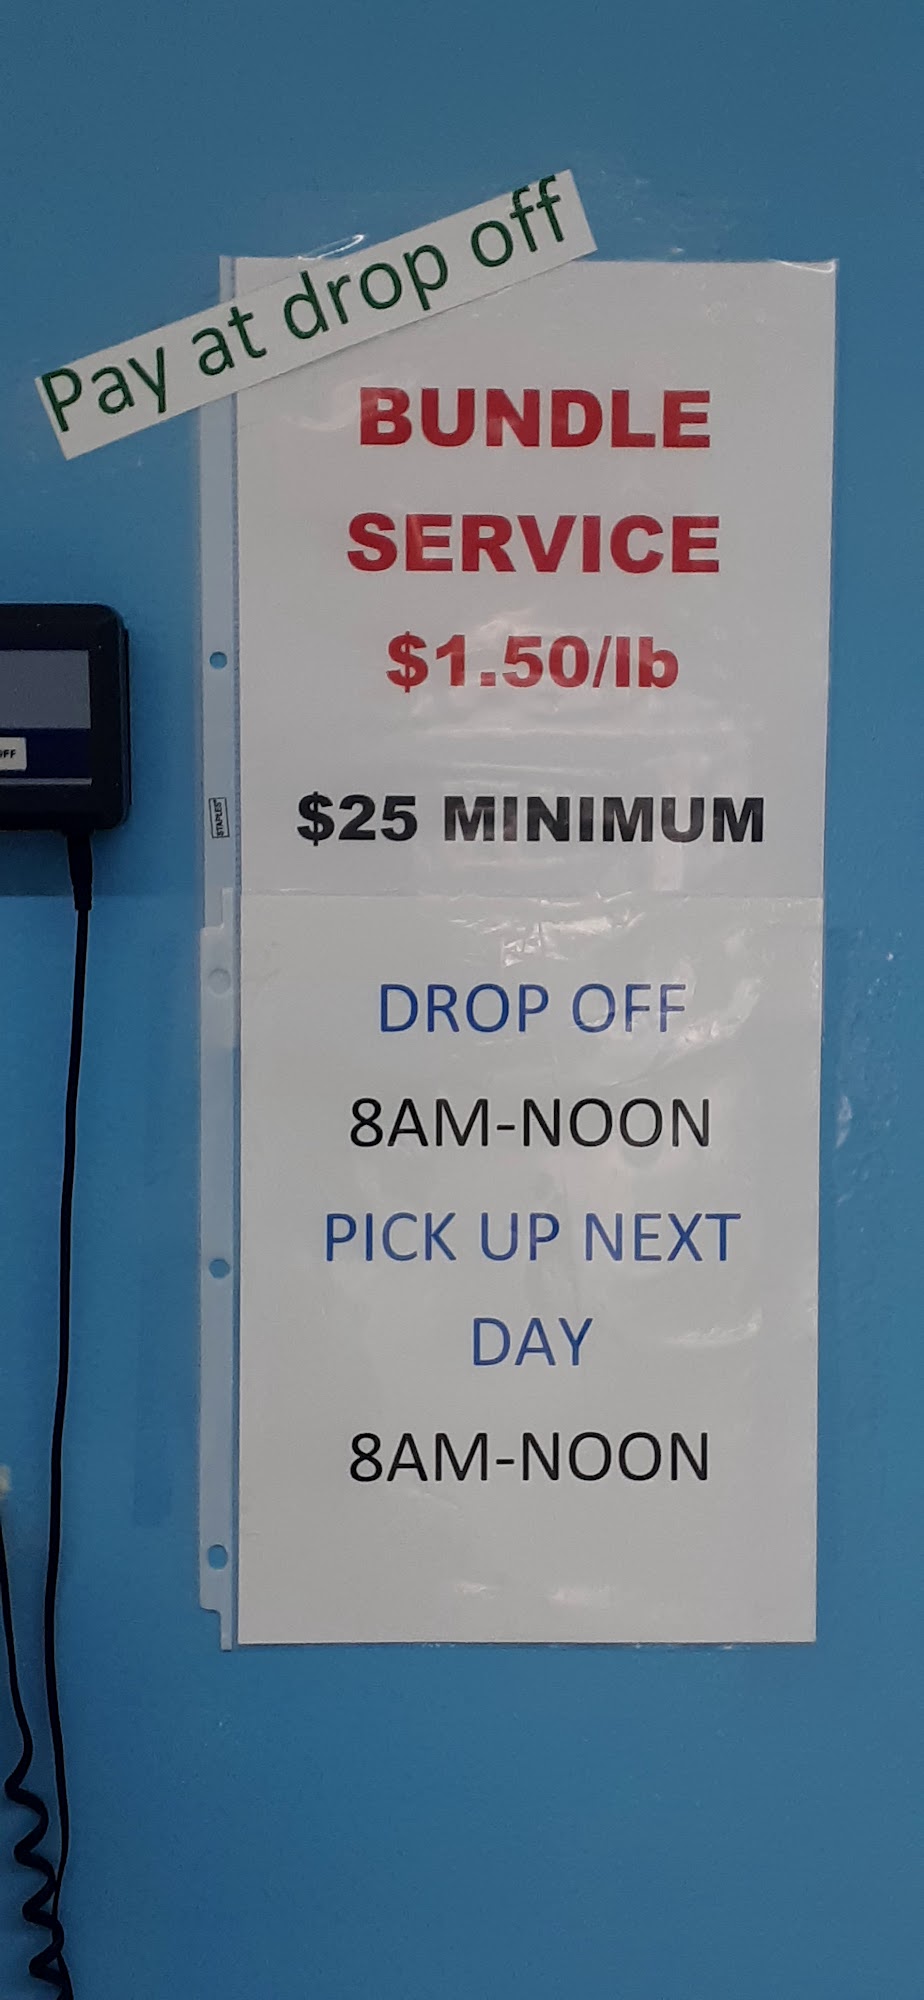 Pay at drop off
BUNDLE
SERVICE
$1.50/lb
$25 MINIMUM
STAPLES
DROP OFF
8AM-NOON
PICK UP NEXT
DAY
8AM-NOON